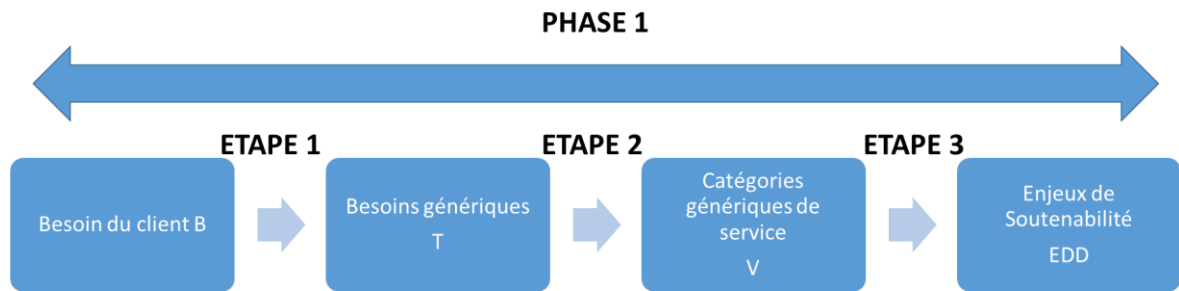 PHASE 1
ETAPE 1
ETAPE 2
ETAPE 3
Besoin du client B
Besoins génériques
T
Catégories
génériques de
service
V
Enjeux de
Soutenabilité
EDD